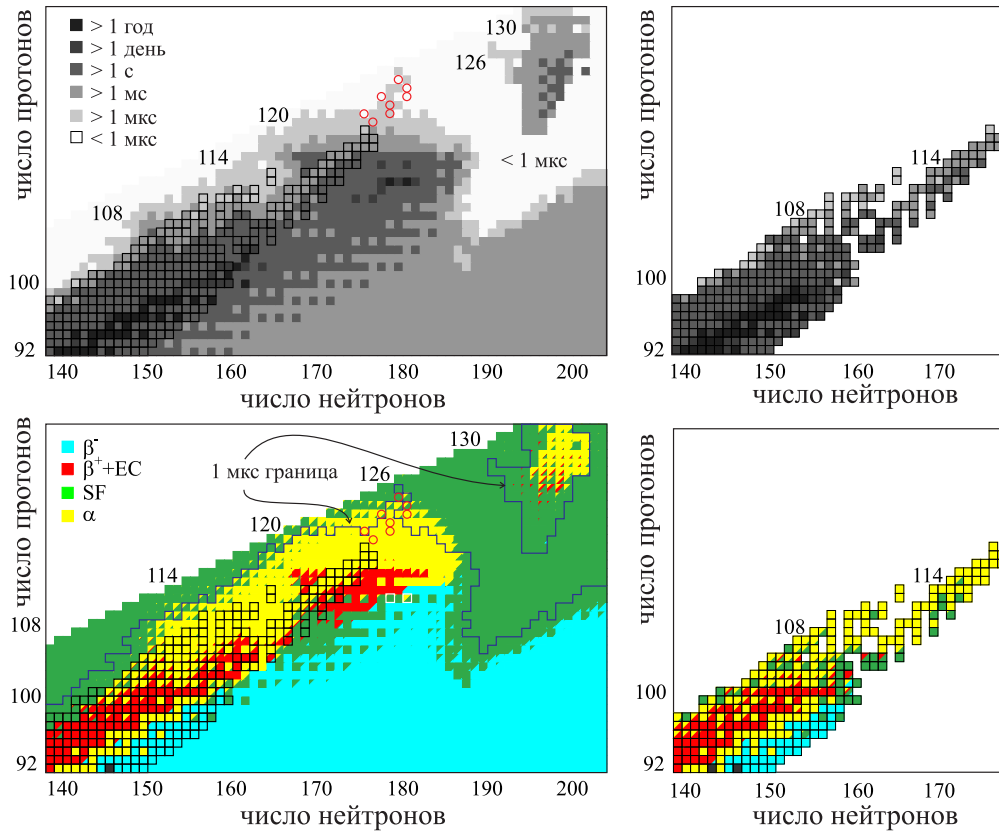 число протонов
> 1 год
> 1 день
> 1 с
> 1 мс
> 1 мкс
< 1 мкс
130
126
120
114
108
100
92
< 1 мкс
140
150
160
170
180
190
200
число нейтронов
число протонов
114
108
100
92
140
150
160
170
число нейтронов
число протонов
β⁻
β⁺+EC
SF
α
1 мкс граница
130
126
120
114
108
100
92
140
150
160
170
180
190
200
число нейтронов
число протонов
114
108
100
92
140
150
160
170
число нейтронов